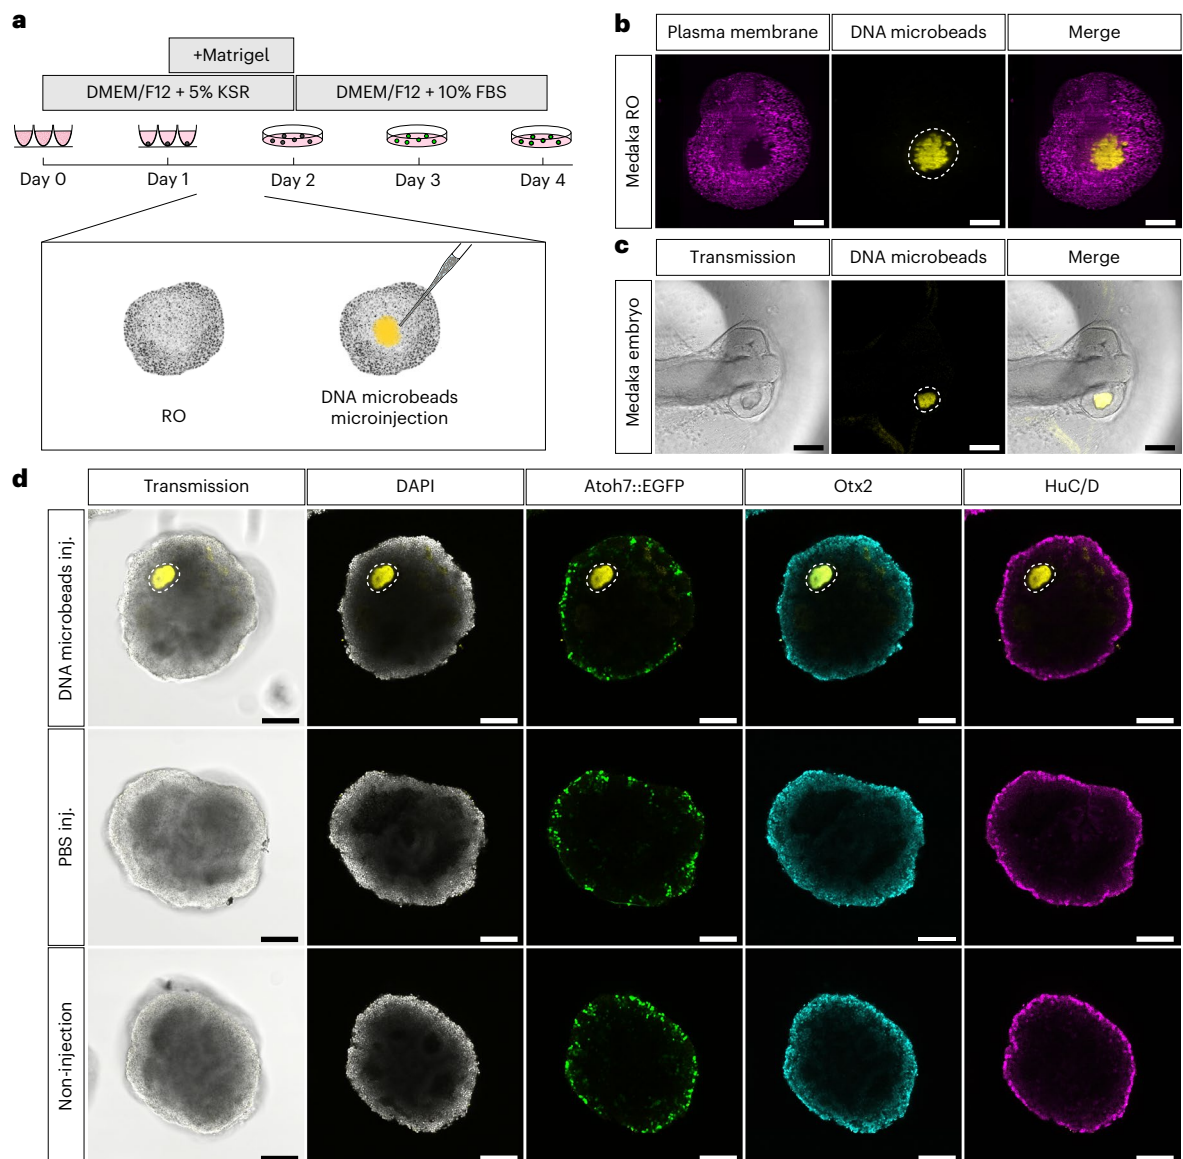 a
+Matrigel
DMEM/F12 + 5% KSR
DMEM/F12 + 10% FBS
Day 0
Day 1
Day 2
Day 3
Day 4
RO
DNA microbeads
microinjection
b
Plasma membrane
DNA microbeads
Merge
Medaka RO
c
Transmission
DNA microbeads
Merge
Medaka embryo
d
Transmission
DAPI
Atoh7::EGFP
Otx2
HuC/D
DNA microbeads inj.
PBS inj.
Non-injection